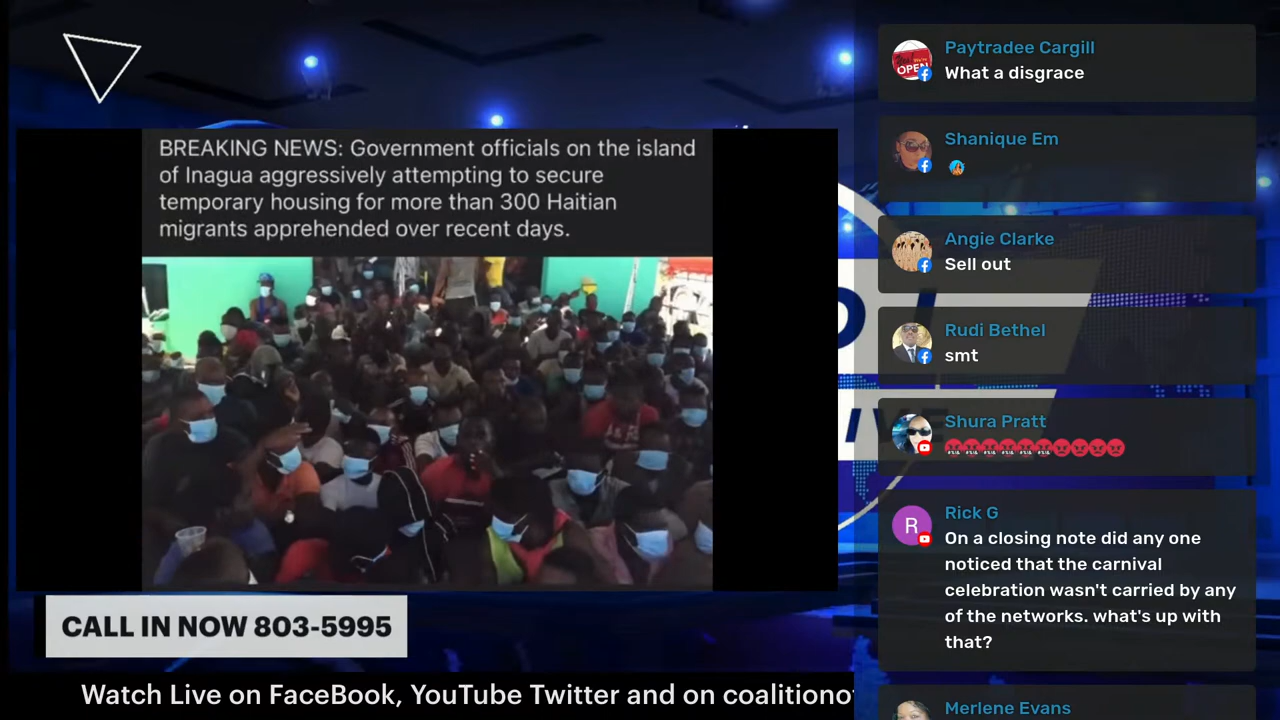 BREAKING NEWS: Government officials on the island
of Inagua aggressively attempting to secure
temporary housing for more than 300 Haitian
migrants apprehended over recent days.
CALL IN NOW 803-5995
Watch Live on FaceBook, YouTube Twitter and on
Paytradee Cargill
What a disgrace
Shanique Em
Angie Clarke
Sell out
Rudi Bethel
smt
Shura Pratt
R
Rick G
On a closing note did any one
noticed that the carnival
celebration wasn't carried by any
of the networks. what's up with
that?
Merlene Evans